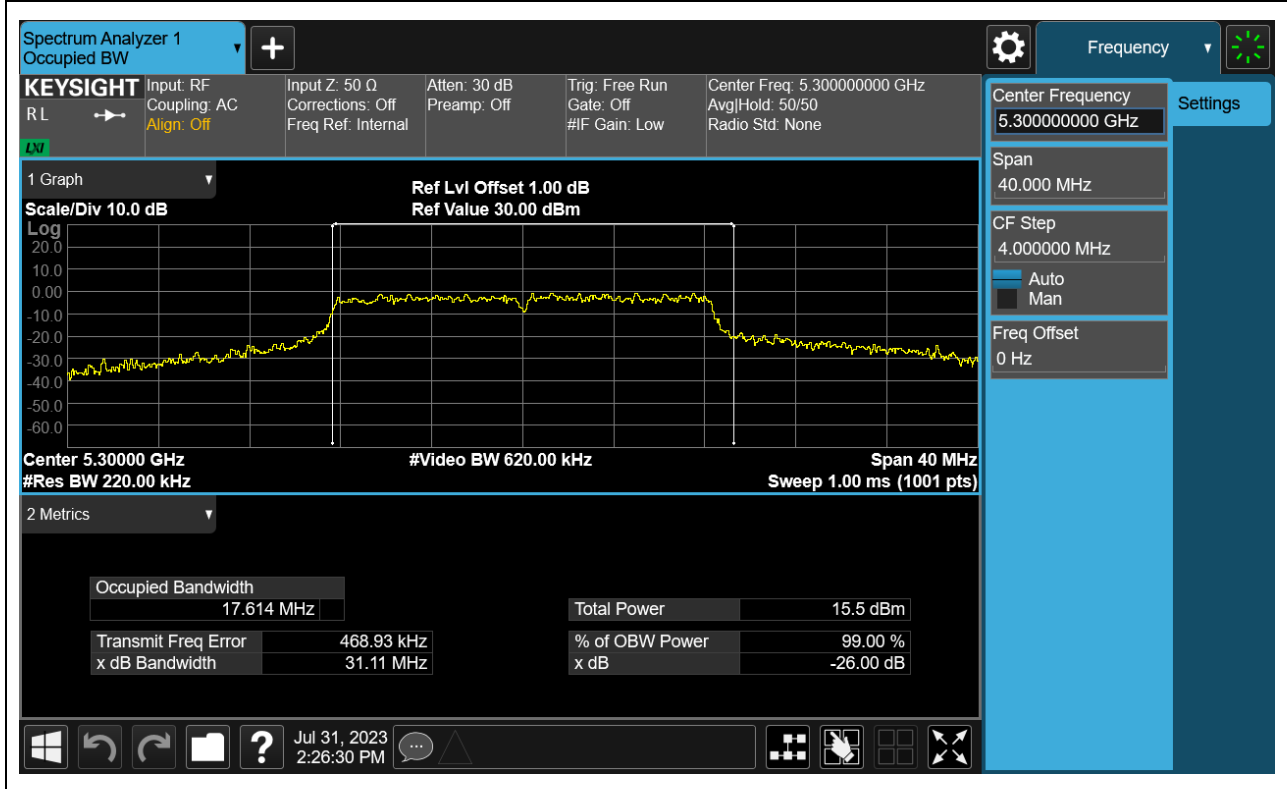 Spectrum Analyzer 1
Occupied BW
Frequency
KEYSIGHT
R L
LXI
Input: RF
Coupling: AC
Align: Off
Input Z: 50 Ω
Corrections: Off
Freq Ref: Internal
Atten: 30 dB
Preamp: Off
Trig: Free Run
Gate: Off
#IF Gain: Low
Center Freq: 5.300000000 GHz
Avg|Hold: 50/50
Radio Std: None
Center Frequency
5.300000000 GHz
Settings
Span
40.000 MHz
CF Step
4.000000 MHz
Auto
Man
Freq Offset
0 Hz
1 Graph
Scale/Div 10.0 dB
Ref Lvl Offset 1.00 dB
Ref Value 30.00 dBm
Log
20.0
10.0
0.00
-10.0
-20.0
-30.0
-40.0
-50.0
-60.0
Center 5.30000 GHz
#Video BW 620.00 kHz
Span 40 MHz
#Res BW 220.00 kHz
Sweep 1.00 ms (1001 pts)
2 Metrics
Occupied Bandwidth
17.614 MHz
Total Power 15.5 dBm
Transmit Freq Error 468.93 kHz
% of OBW Power 99.00 %
x dB Bandwidth 31.11 MHz
x dB -26.00 dB
?
Jul 31, 2023
2:26:30 PM